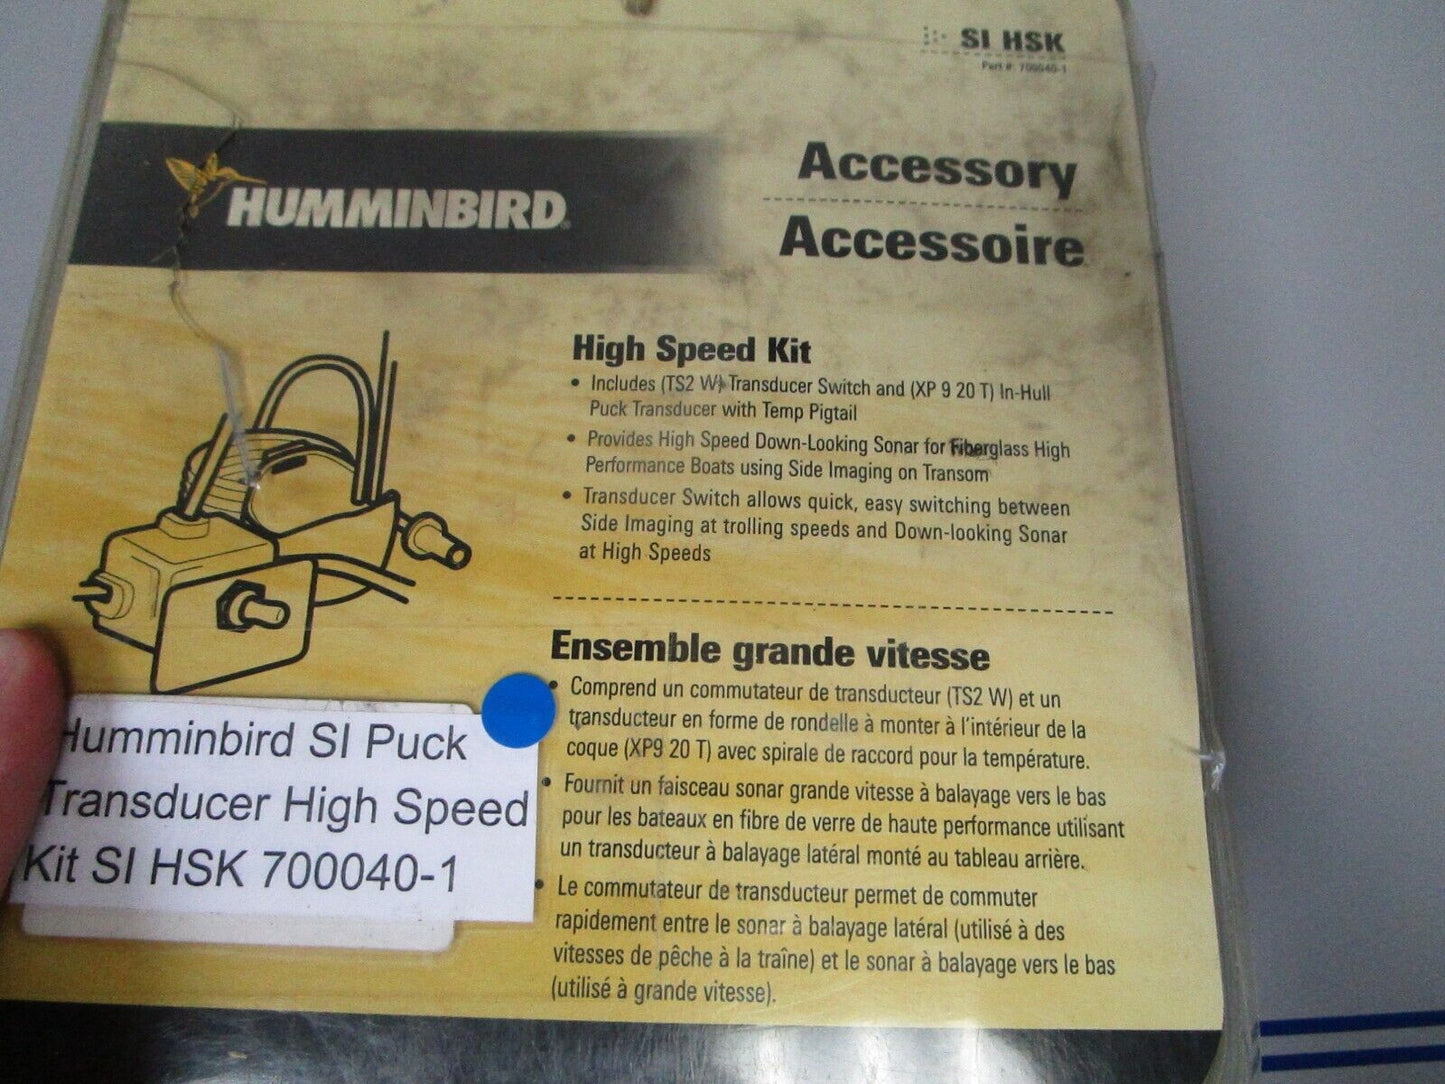 SI HSK
Part #: 700040-1
HUMMINBIRD®
Accessory
Accessoire
High Speed Kit
• Includes (TS2 W) Transducer Switch and (XP 9 20 T) In-Hull
Puck Transducer with Temp Pigtail
• Provides High Speed Down-Looking Sonar for Fiberglass High
Performance Boats using Side Imaging on Transom
• Transducer Switch allows quick, easy switching between
Side Imaging at trolling speeds and Down-looking Sonar
at High Speeds
Ensemble grande vitesse
• Comprend un commutateur de transducteur (TS2 W) et un
transducteur en forme de rondelle à monter à l'intérieur de la
coque (XP9 20 T) avec spirale de raccord pour la température.
• Fournit un faisceau sonar grande vitesse à balayage vers le bas
pour les bateaux en fibre de verre de haute performance utilisant
un transducteur à balayage latéral monté au tableau arrière.
• Le commutateur de transducteur permet de commuter
rapidement entre le sonar à balayage latéral (utilisé à des
vitesses de pêche à la traîne) et le sonar à balayage vers le bas
(utilisé à grande vitesse).
Humminbird SI Puck
Transducer High Speed
Kit SI HSK 700040-1